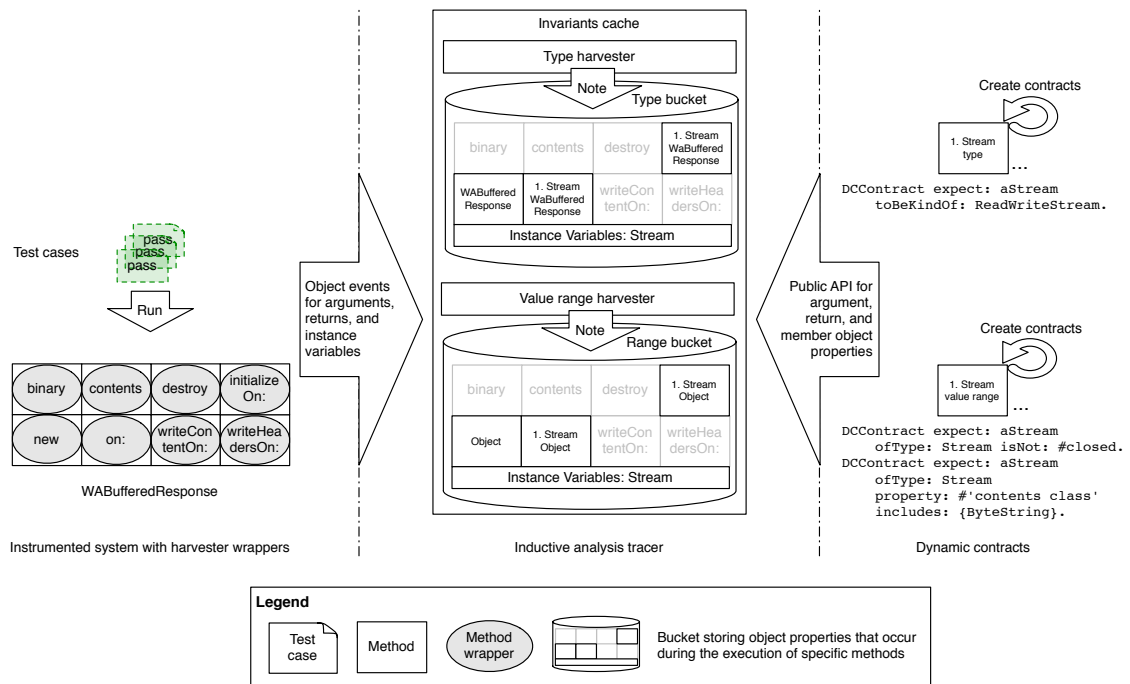 Invariants cache
Type harvester
Note
Type bucket
binary
contents
destroy
1. Stream
WaBuffered
Response
WABuffered
Response
1. Stream
WaBuffered
Response
writeCon
tentOn:
writeHea
dersOn:
Instance Variables: Stream
Value range harvester
Note
Range bucket
binary
contents
destroy
1. Stream
Object
Object
1. Stream
Object
writeCon
tentOn:
writeHea
dersOn:
Instance Variables: Stream
Test cases
pass
pass
pass
Run
binary
contents
destroy
initialize
On:
new
on:
writeCon
tentOn:
writeHea
dersOn:
WABufferedResponse
Object events
for arguments,
returns, and
instance
variables
Public API for
argument,
return, and
member object
properties
Create contracts
1. Stream
type
...
DCContract expect: aStream
toBeKindOf: ReadWriteStream.
Create contracts
1. Stream
value range
...
DCContract expect: aStream
ofType: Stream isNot: #closed.
DCContract expect: aStream
ofType: Stream
property: #'contents class'
includes: {ByteString}.
Instrumented system with harvester wrappers
Inductive analysis tracer
Dynamic contracts
Legend
Test
case
Method
Method
wrapper
Bucket storing object properties that occur
during the execution of specific methods